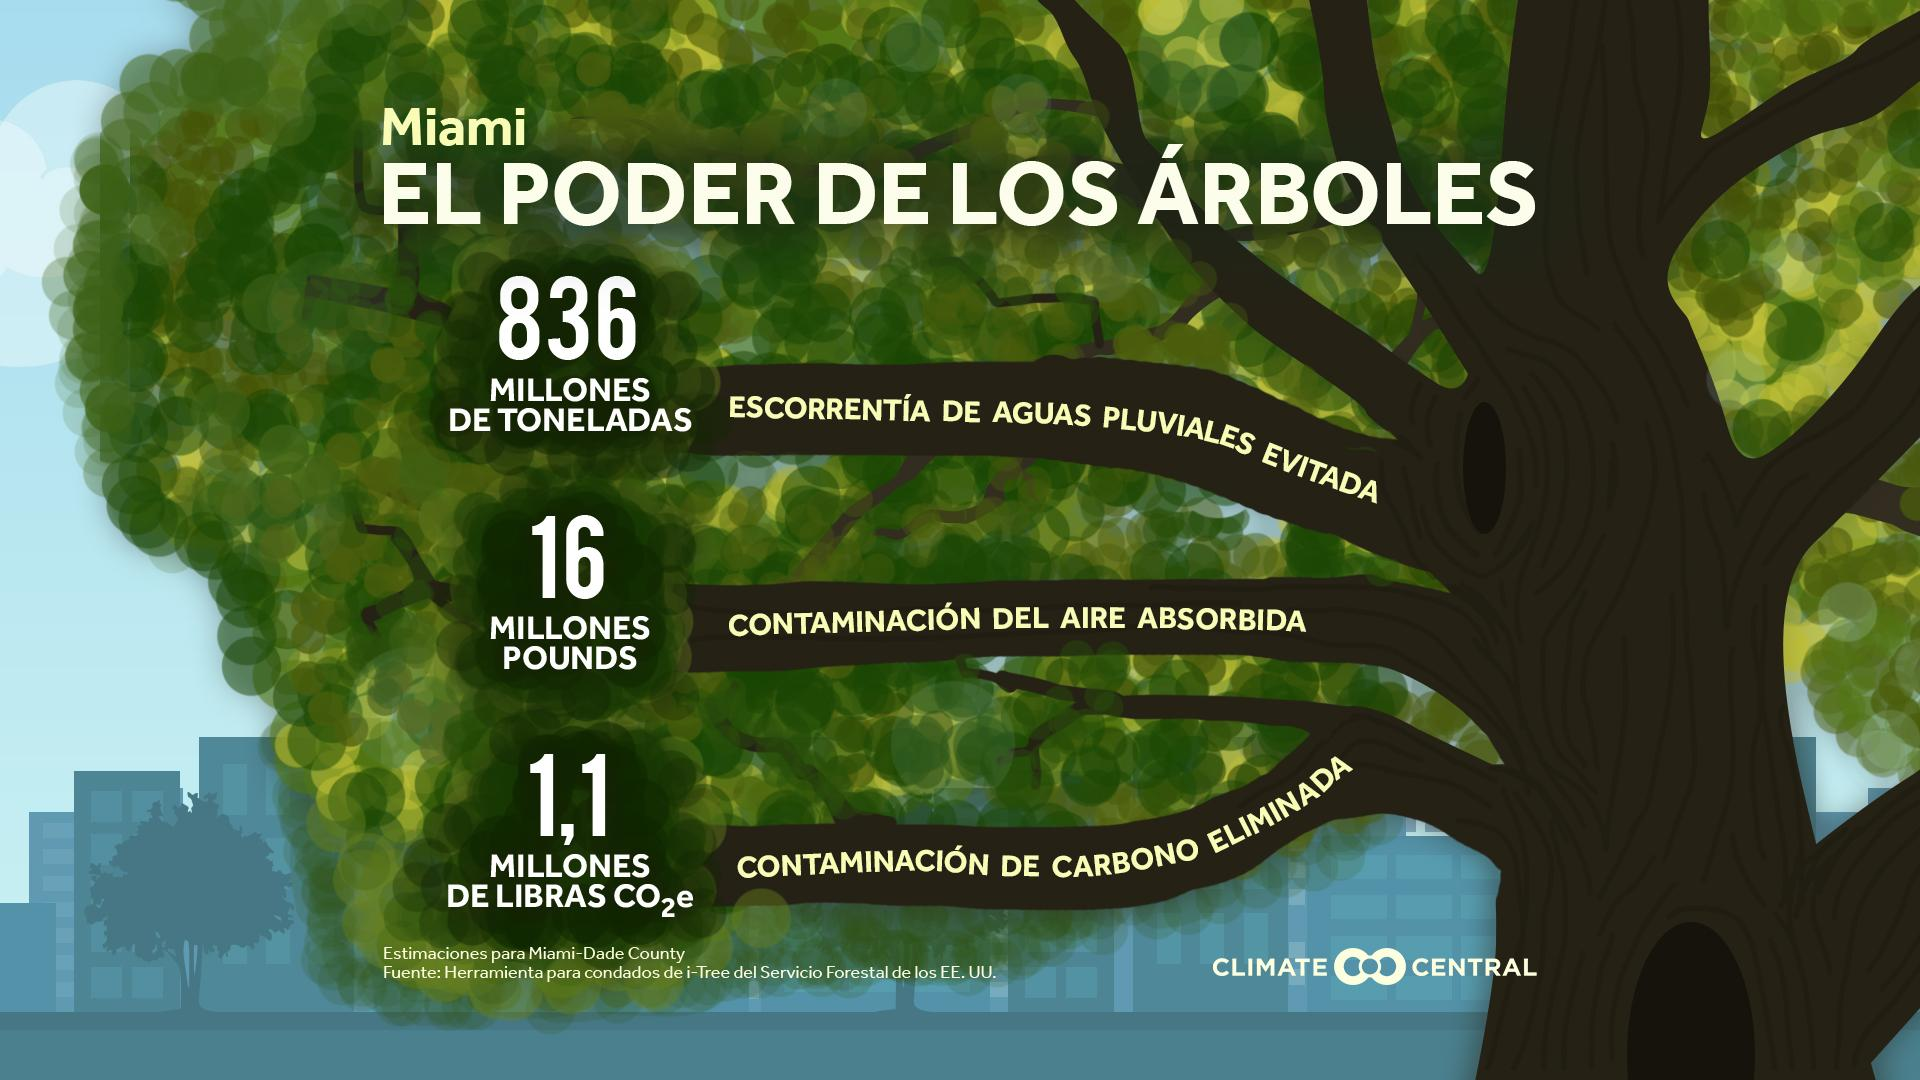 Miami
EL PODER DE LOS ÁRBOLES
836
MILLONES
DE TONELADAS
ESCORRENTÍA DE AGUAS PLUVIALES EVITADA
16
MILLONES
POUNDS
CONTAMINACIÓN DEL AIRE ABSORBIDA
1,1
MILLONES
DE LIBRAS CO₂e
CONTAMINACIÓN DE CARBONO ELIMINADA
Estimaciones para Miami-Dade County
Fuente: Herramienta para condados de i-Tree del Servicio Forestal de los EE. UU.
CLIMATE CENTRAL